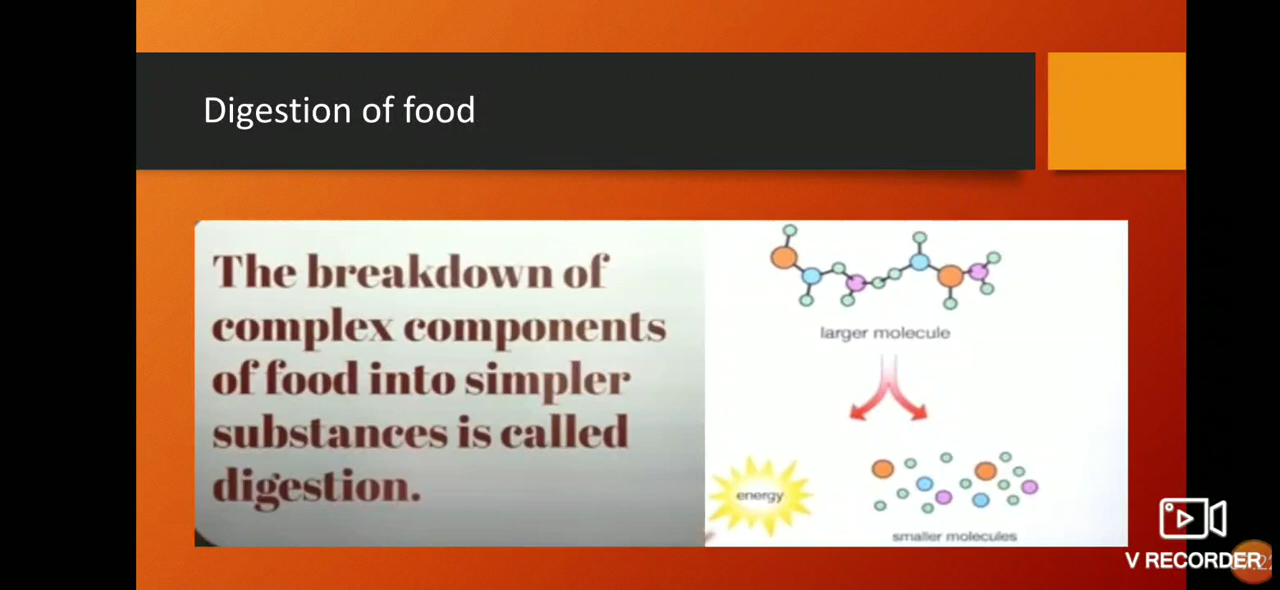 Digestion of food
The breakdown of
complex components
of food into simpler
substances is called
digestion.
larger molecule
energy
smaller molecules
V RECORDER